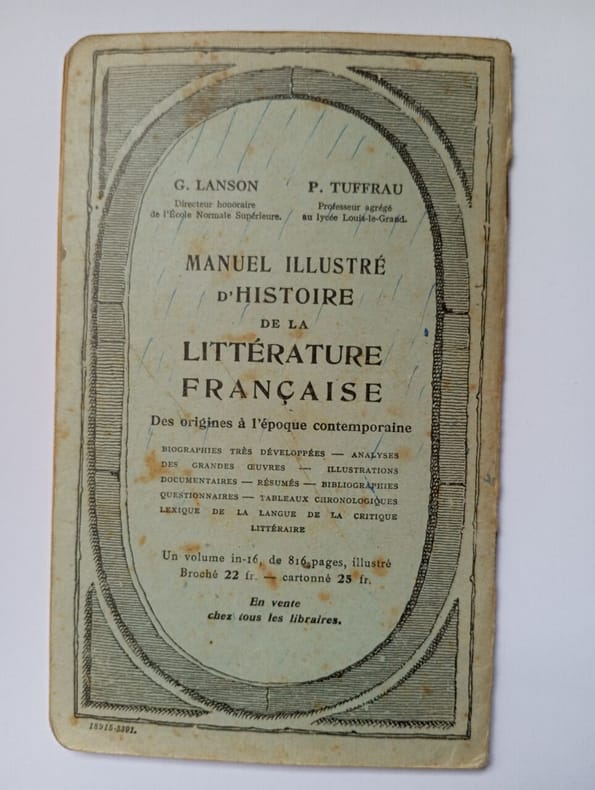 G. LANSON
Directeur honoraire
de l'École Normale Supérieure.
P. TUFFRAU
Professeur agrégé
au lycée Louis-le-Grand.
MANUEL ILLUSTRÉ
D'HISTOIRE
DE LA
LITTÉRATURE
FRANÇAISE
Des origines à l'époque contemporaine
BIOGRAPHIES TRÈS DÉVELOPPÉES — ANALYSES
DES GRANDES ŒUVRES — ILLUSTRATIONS
DOCUMENTAIRES — RÉSUMÉS — BIBLIOGRAPHIES
QUESTIONNAIRES — TABLEAUX CHRONOLOGIQUES
LEXIQUE DE LA LANGUE DE LA CRITIQUE
LITTÉRAIRE
Un volume in-16, de 816 pages, illustré
Broché 22 fr. — cartonné 25 fr.
En vente
chez tous les libraires.
18915-3391.